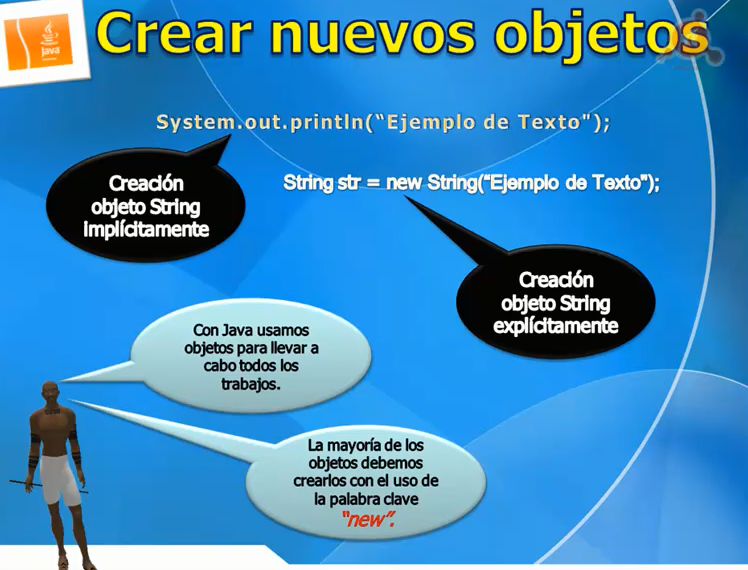 Java
Crear nuevos objetos
System.out.println(“Ejemplo de Texto");
Creación
objeto String
implícitamente
String str = new String(“Ejemplo de Texto");
Creación
objeto String
explícitamente
Con Java usamos
objetos para llevar a
cabo todos los
trabajos.
La mayoría de los
objetos debemos
crearlos con el uso de
la palabra clave
“new”.